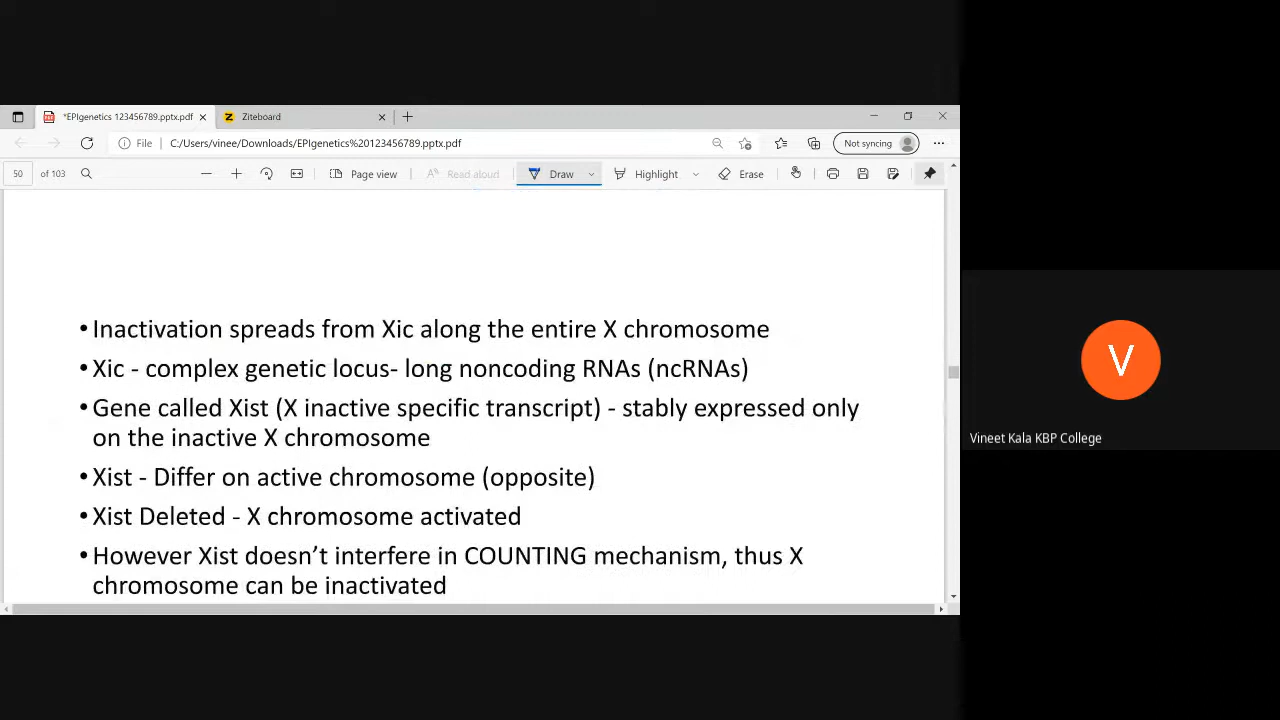 *EPIgenetics 123456789.pptx.pdf
Ziteboard
File
C:/Users/vinee/Downloads/EPIgenetics%20123456789.pptx.pdf
Not syncing
50 of 103
Page view
Read aloud
Draw
Highlight
Erase
•Inactivation spreads from Xic along the entire X chromosome
•Xic - complex genetic locus- long noncoding RNAs (ncRNAs)
•Gene called Xist (X inactive specific transcript) - stably expressed only
on the inactive X chromosome
•Xist - Differ on active chromosome (opposite)
•Xist Deleted - X chromosome activated
•However Xist doesn’t interfere in COUNTING mechanism, thus X
chromosome can be inactivated
V
Vineet Kala KBP College